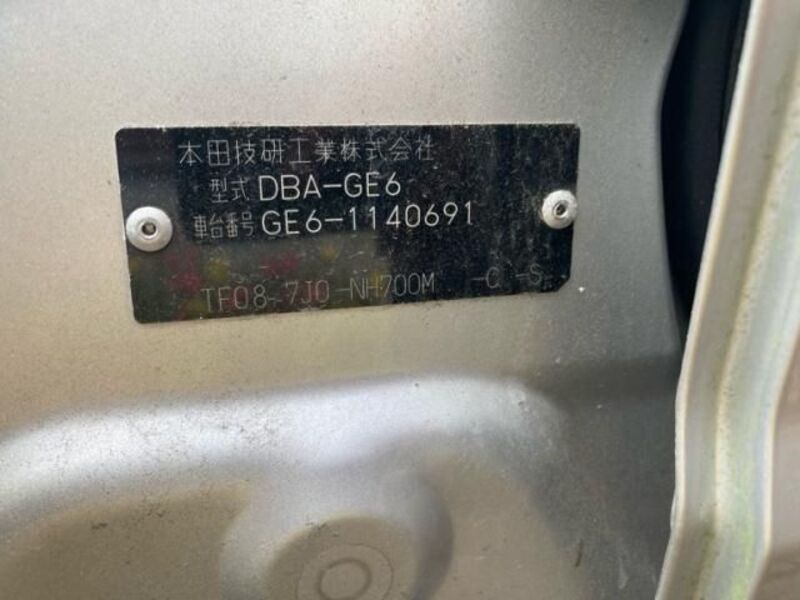 本田技研工業株式会社
型式 DBA-GE6
車台番号 GE6-1140691
TF08 7J0 -NH700M -C -S